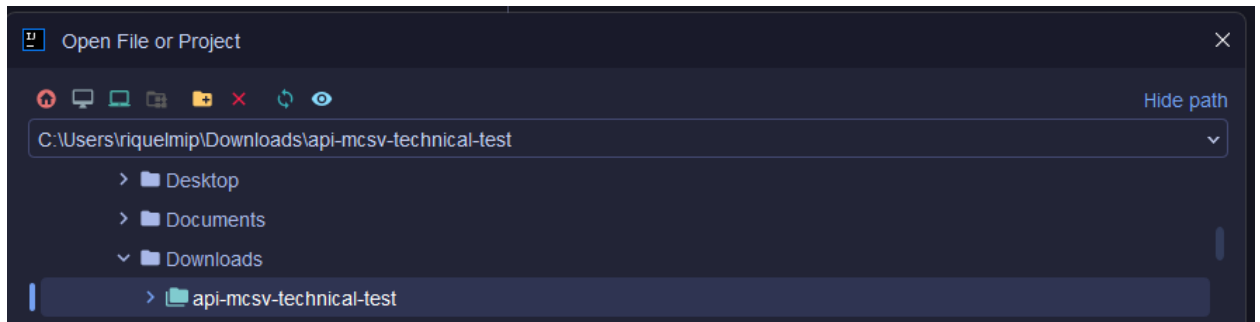 IJ
Open File or Project
Hide path
C:\Users\riquelmip\Downloads\api-mcsv-technical-test
Desktop
Documents
Downloads
api-mcsv-technical-test